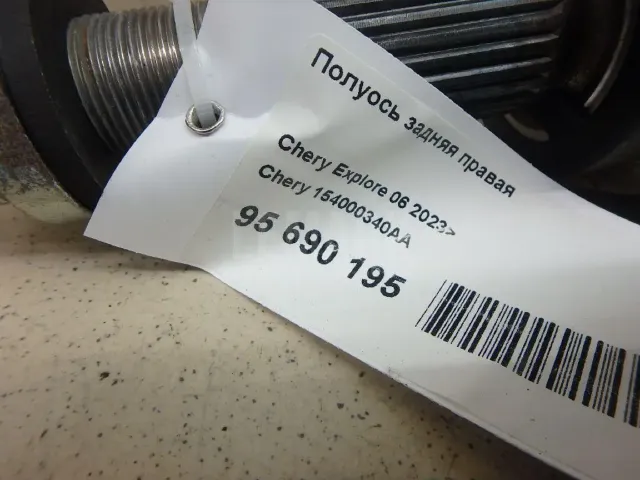 Полуось задняя правая
Chery Explore 06 2023>
Chery 154000340AA
95 690 195